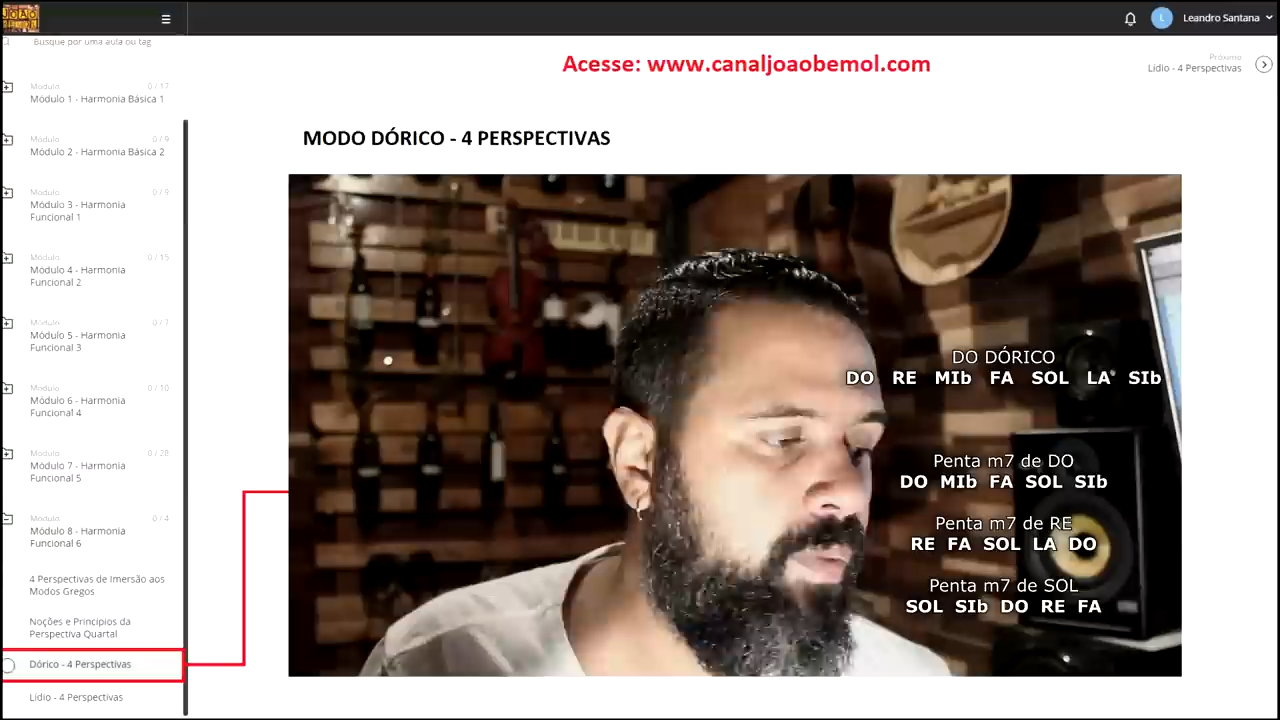 JOÃO
BEMOL
L
Leandro Santana
Busque por uma aula ou tag
Acesse: www.canaljoaobemol.com
Próximo
Lídio - 4 Perspectivas
Módulo 0 / 17
Módulo 1 - Harmonia Básica 1
Módulo 0 / 9
Módulo 2 - Harmonia Básica 2
Módulo 0 / 9
Módulo 3 - Harmonia
Funcional 1
Módulo 0 / 15
Módulo 4 - Harmonia
Funcional 2
Módulo 0 / 7
Módulo 5 - Harmonia
Funcional 3
Módulo 0 / 10
Módulo 6 - Harmonia
Funcional 4
Módulo 0 / 28
Módulo 7 - Harmonia
Funcional 5
Módulo 0 / 4
Módulo 8 - Harmonia
Funcional 6
4 Perspectivas de Imersão aos
Modos Gregos
Noções e Princípios da
Perspectiva Quartal
Dórico - 4 Perspectivas
Lídio - 4 Perspectivas
MODO DÓRICO - 4 PERSPECTIVAS
DO DÓRICO
DO RE MIb FA SOL LA SIb
Penta m7 de DO
DO MIb FA SOL SIb
Penta m7 de RE
RE FA SOL LA DO
Penta m7 de SOL
SOL SIb DO RE FA